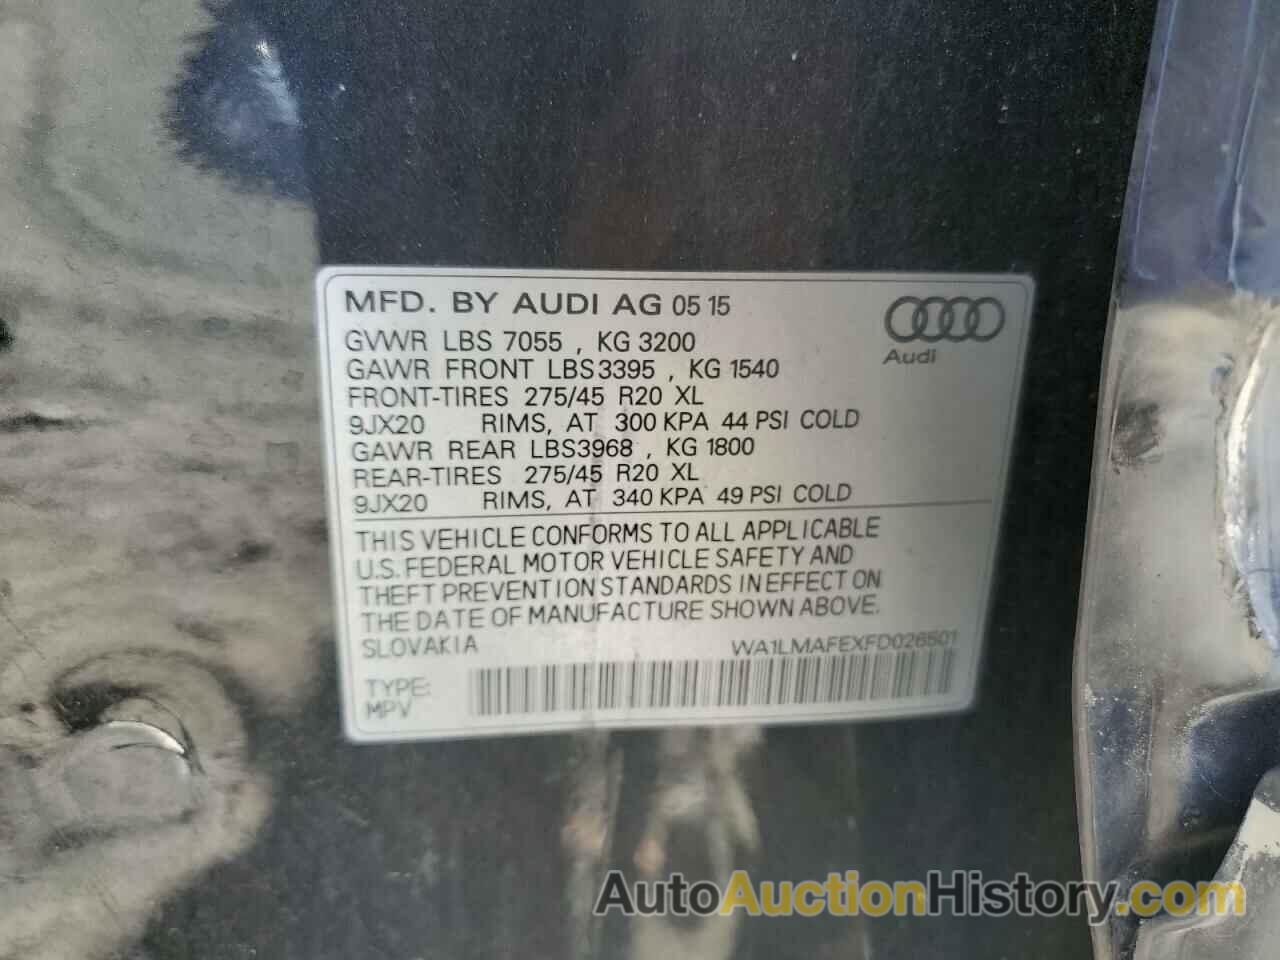 MFD. BY AUDI AG 05 15
Audi
GVWR LBS 7055 , KG 3200
GAWR FRONT LBS3395 , KG 1540
FRONT-TIRES 275/45 R20 XL
9JX20 RIMS, AT 300 KPA 44 PSI COLD
GAWR REAR LBS3968 , KG 1800
REAR-TIRES 275/45 R20 XL
9JX20 RIMS, AT 340 KPA 49 PSI COLD
THIS VEHICLE CONFORMS TO ALL APPLICABLE
U.S. FEDERAL MOTOR VEHICLE SAFETY AND
THEFT PREVENTION STANDARDS IN EFFECT ON
THE DATE OF MANUFACTURE SHOWN ABOVE.
SLOVAKIA WA1LMAFEXFD026501
TYPE:
MPV
AutoAuctionHistory.com